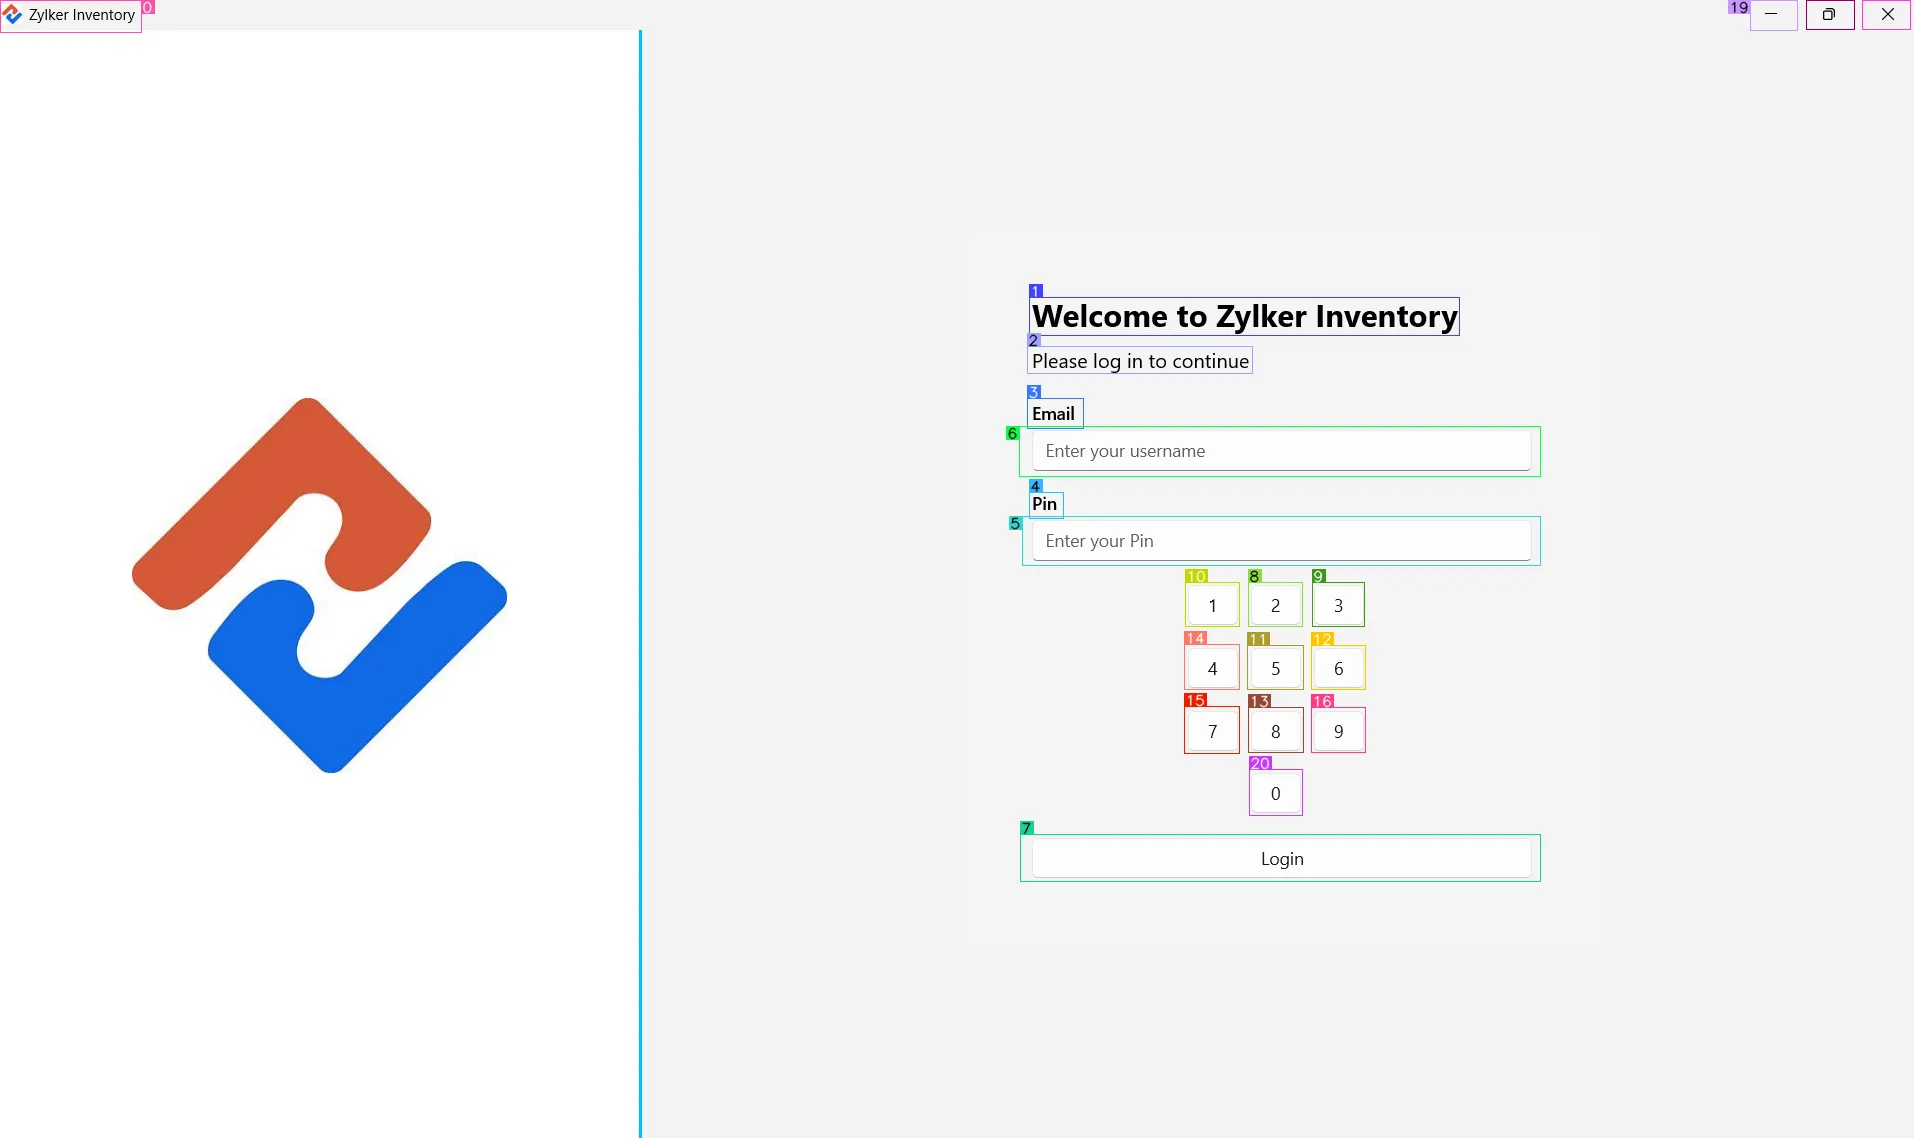 Zylker Inventory
0
19
1
Welcome to Zylker Inventory
2
Please log in to continue
3
Email
6
Enter your username
4
Pin
5
Enter your Pin
10 8 9
1 2 3
14 11 12
4 5 6
15 13 16
7 8 9
20
0
7
Login